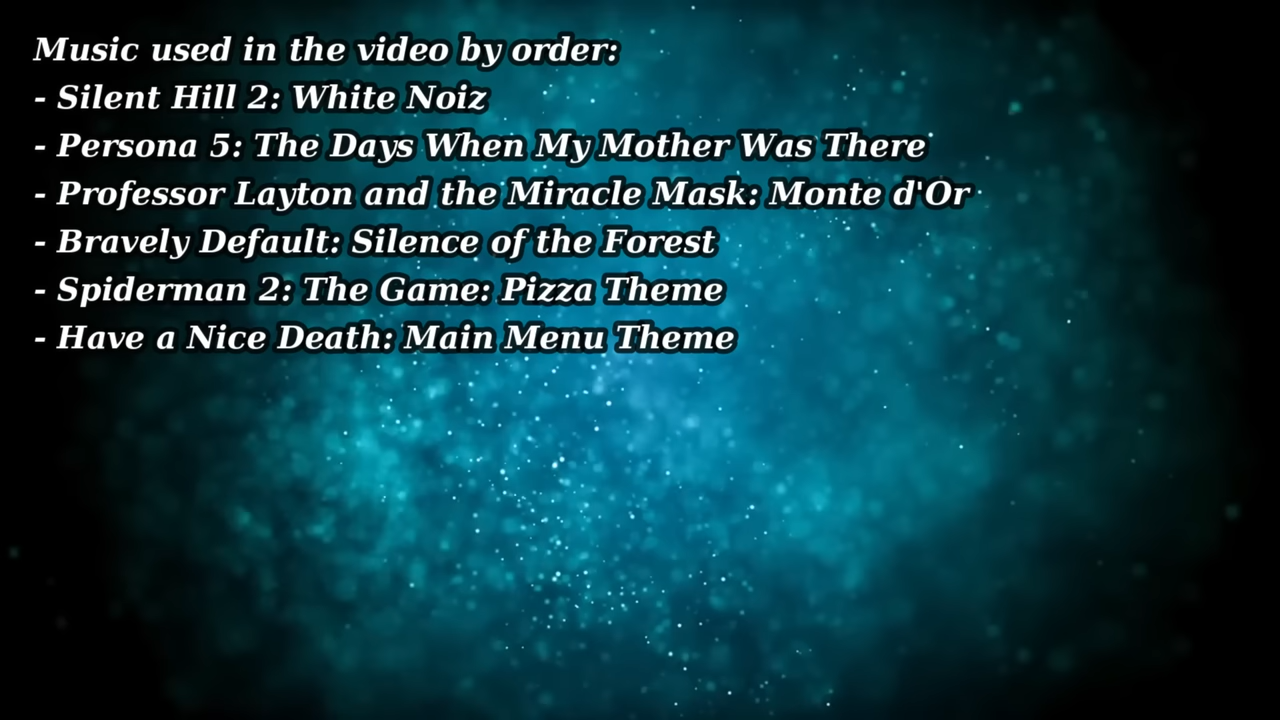 Music used in the video by order:
- Silent Hill 2: White Noiz
- Persona 5: The Days When My Mother Was There
- Professor Layton and the Miracle Mask: Monte d'Or
- Bravely Default: Silence of the Forest
- Spiderman 2: The Game: Pizza Theme
- Have a Nice Death: Main Menu Theme